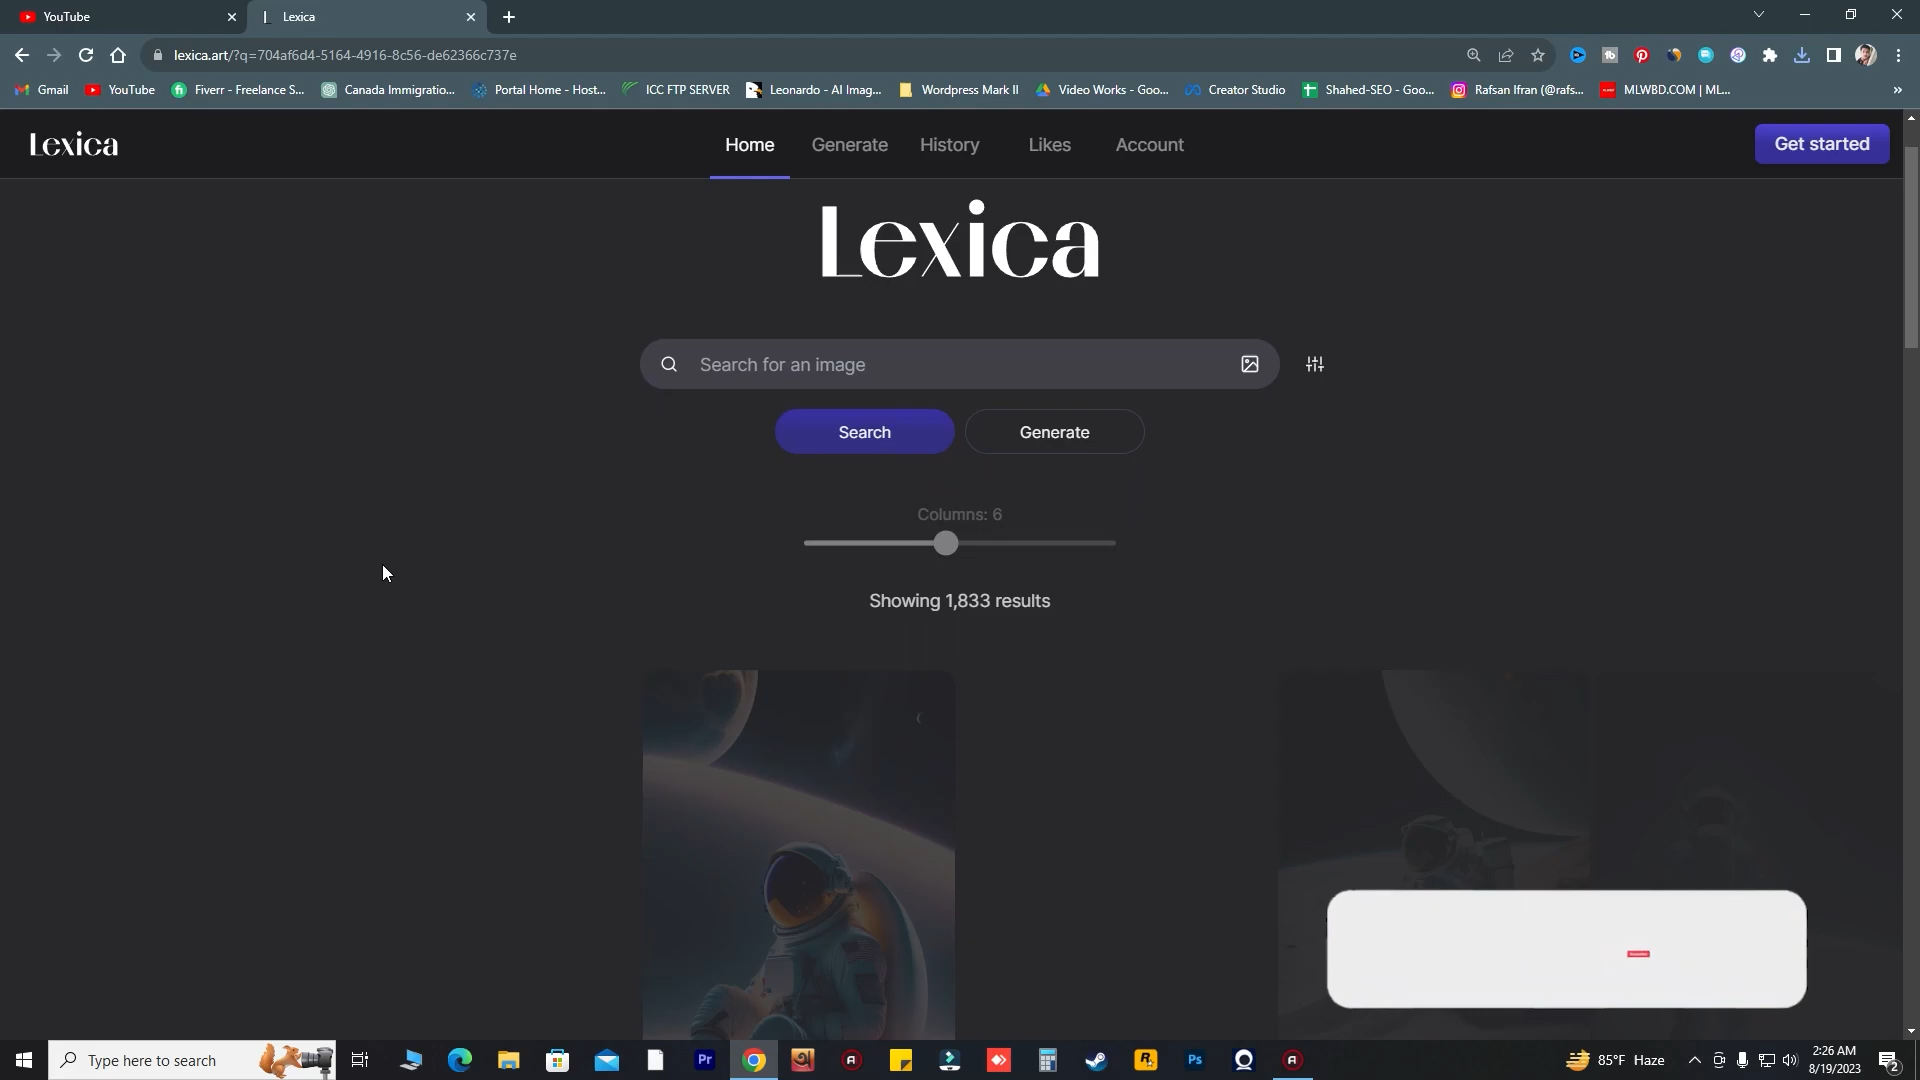 YouTube
Lexica
lexica.art/?q=704af6d4-5164-4916-8c56-de62366c737e
Gmail
YouTube
Fiverr - Freelance S...
Canada Immigratio...
Portal Home - Host...
ICC FTP SERVER
Leonardo - AI Imag...
Wordpress Mark II
Video Works - Goo...
Creator Studio
Shahed-SEO - Goo...
Rafsan Ifran (@rafs...
MLWBD.COM | ML...
Lexica
Home
Generate
History
Likes
Account
Get started
Lexica
Search for an image
Search
Generate
Columns: 6
Showing 1,833 results
Type here to search
Pr
Ps
85°F Haze
2:26 AM
8/19/2023
2